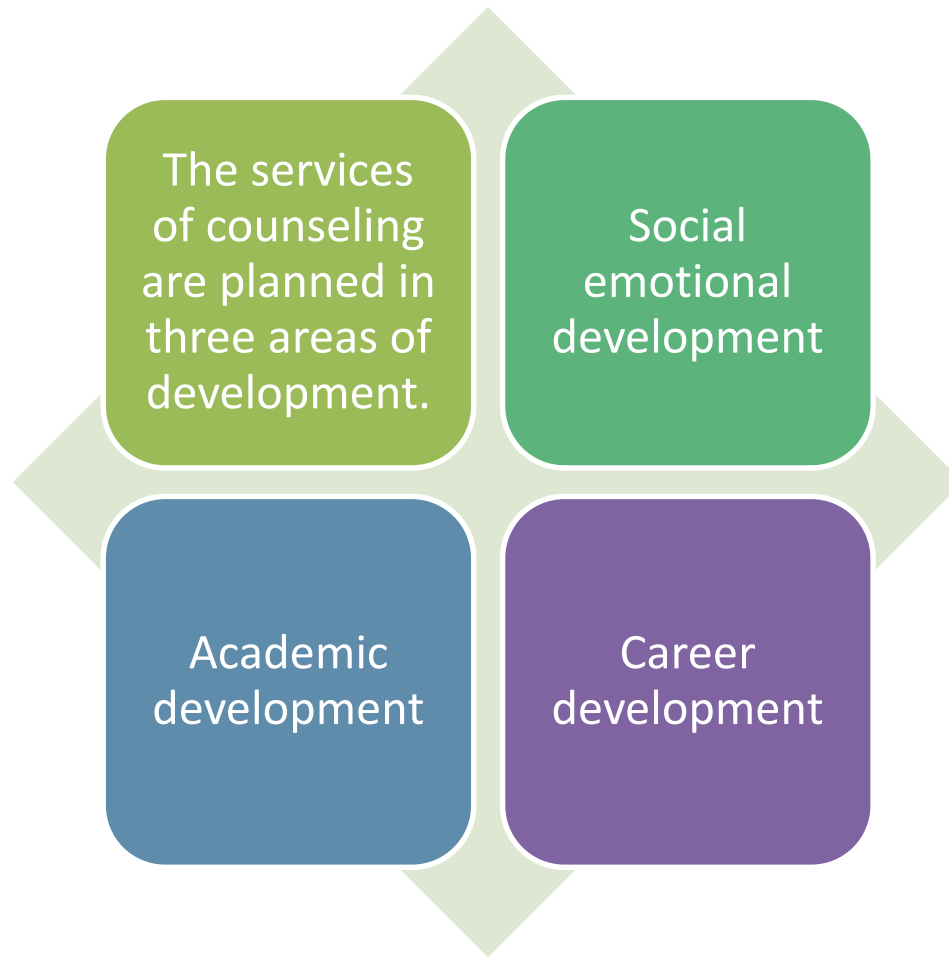 The services
of counseling
are planned in
three areas of
development.
Social
emotional
development
Academic
development
Career
development